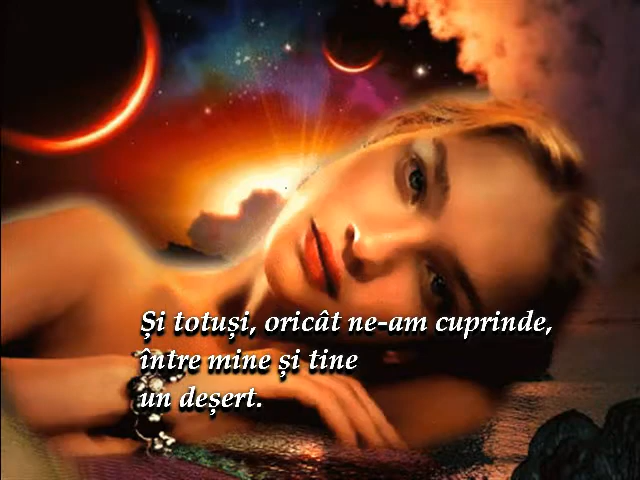 Și totuși, oricât ne-am cuprinde,
între mine și tine
un deșert.